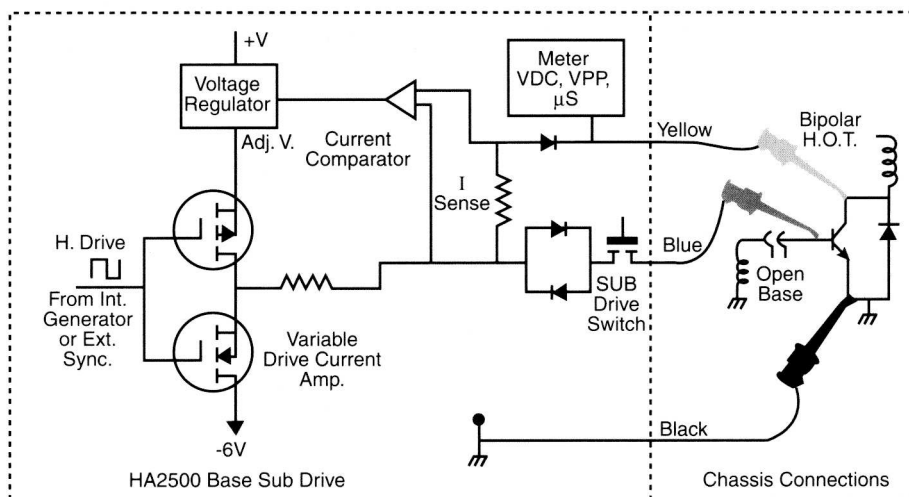 +V
Voltage
Regulator
Adj. V.
Current
Comparator
Meter
VDC, VPP,
µS
Yellow
Bipolar
H.O.T.
I
Sense
H. Drive
From Int.
Generator
or Ext.
Sync.
Blue
SUB
Drive
Switch
Open
Base
Variable
Drive Current
Amp.
-6V
Black
HA2500 Base Sub Drive
Chassis Connections